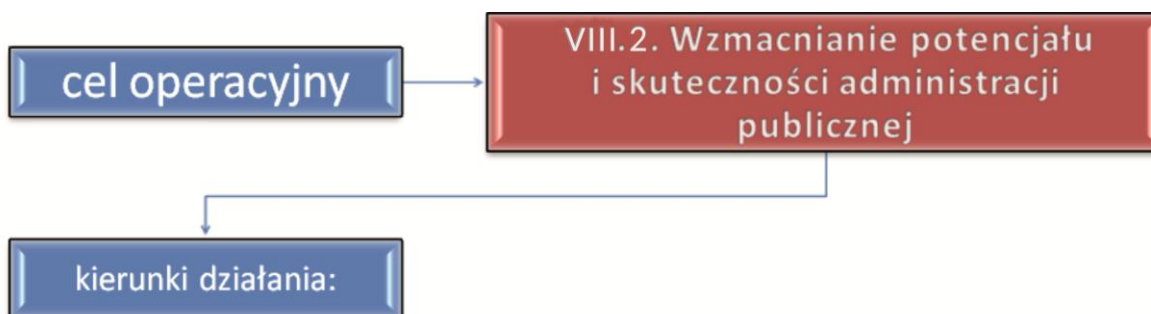 cel operacyjny
VIII.2. Wzmacnianie potencjału
i skuteczności administracji
publicznej
kierunki działania: